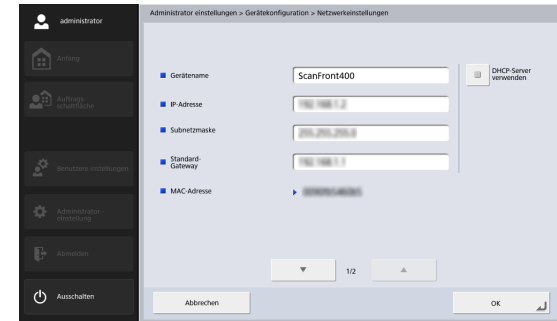 administrator
Administrator einstellungen > Gerätekonfiguration > Netzwerkeinstellungen
Anfang
Auftrags
schaltfläche
Benutzere instellungen
Administrator -
einstellung
Abmelden
Ausschalten
Gerätename
ScanFront400
DHCP-Server
verwenden
IP-Adresse
Subnetzmaske
Standard-
Gateway
MAC-Adresse
1/2
Abbrechen
OK